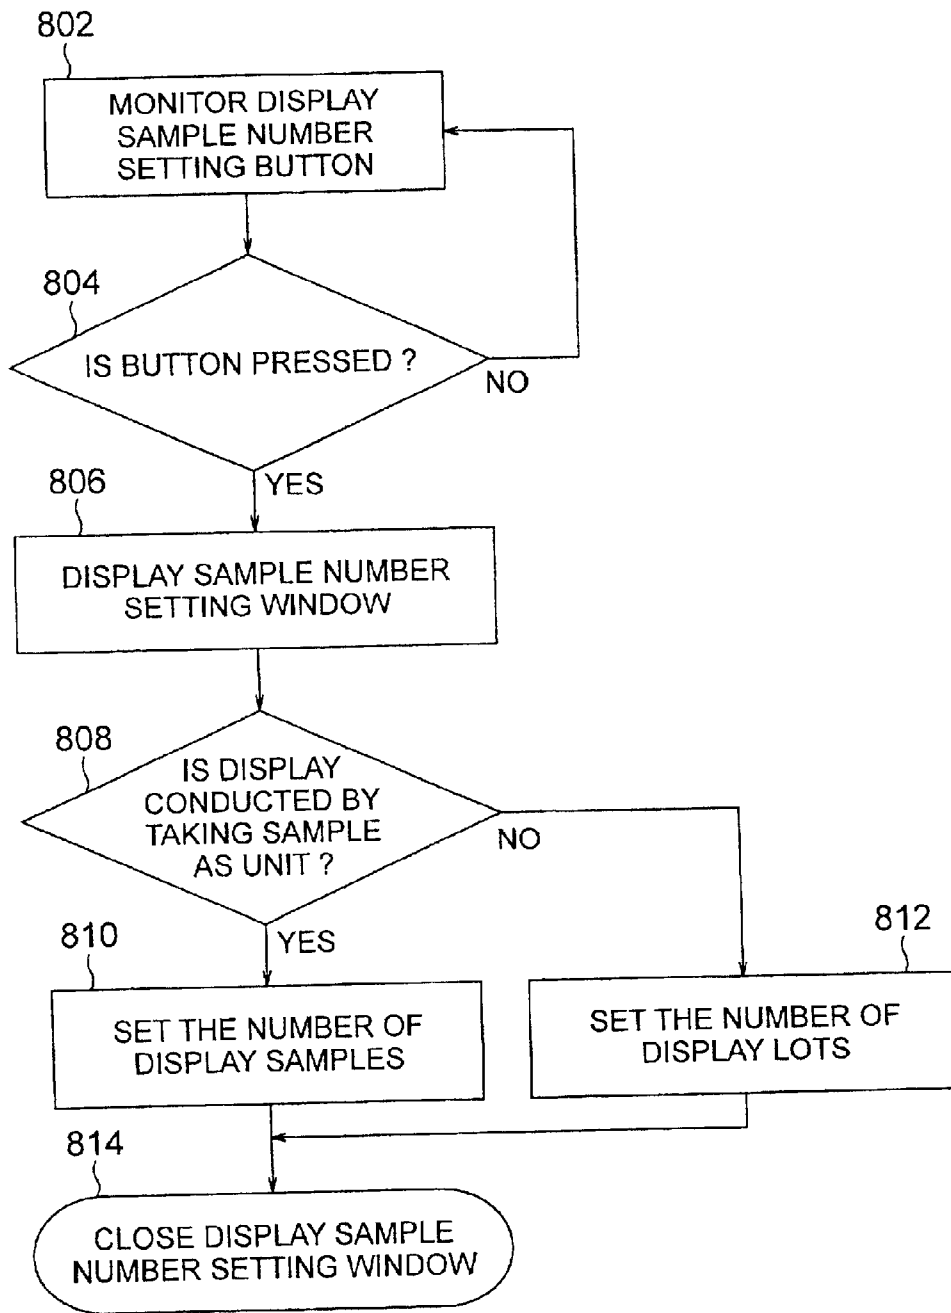 802
MONITOR DISPLAY
SAMPLE NUMBER
SETTING BUTTON
804
IS BUTTON PRESSED ?
NO
YES
806
DISPLAY SAMPLE NUMBER
SETTING WINDOW
808
IS DISPLAY
CONDUCTED BY
TAKING SAMPLE
AS UNIT ?
NO
YES
810
SET THE NUMBER OF
DISPLAY SAMPLES
812
SET THE NUMBER OF
DISPLAY LOTS
814
CLOSE DISPLAY SAMPLE
NUMBER SETTING WINDOW